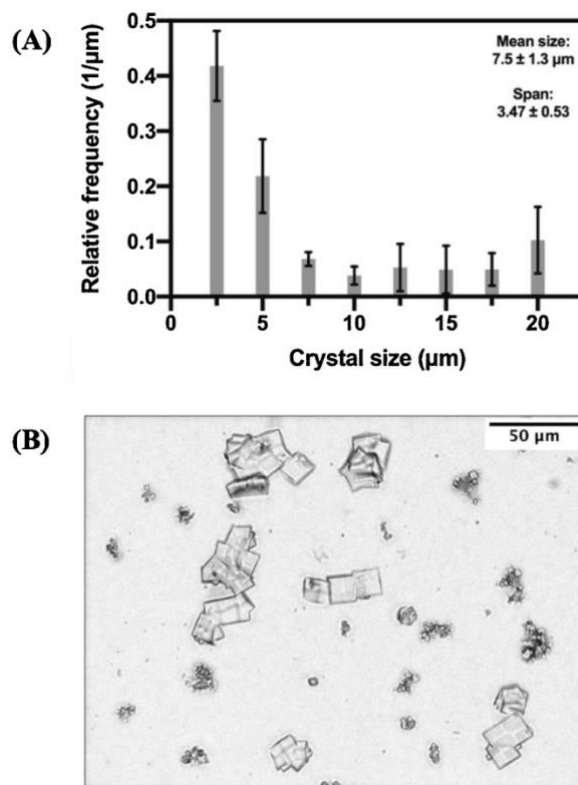 (A)
Relative frequency (1/µm)
0.5
0.4
0.3
0.2
0.1
0.0
Mean size:
7.5 ± 1.3 µm
Span:
3.47 ± 0.53
0
5
10
15
20
Crystal size (µm)
(B)
50 µm